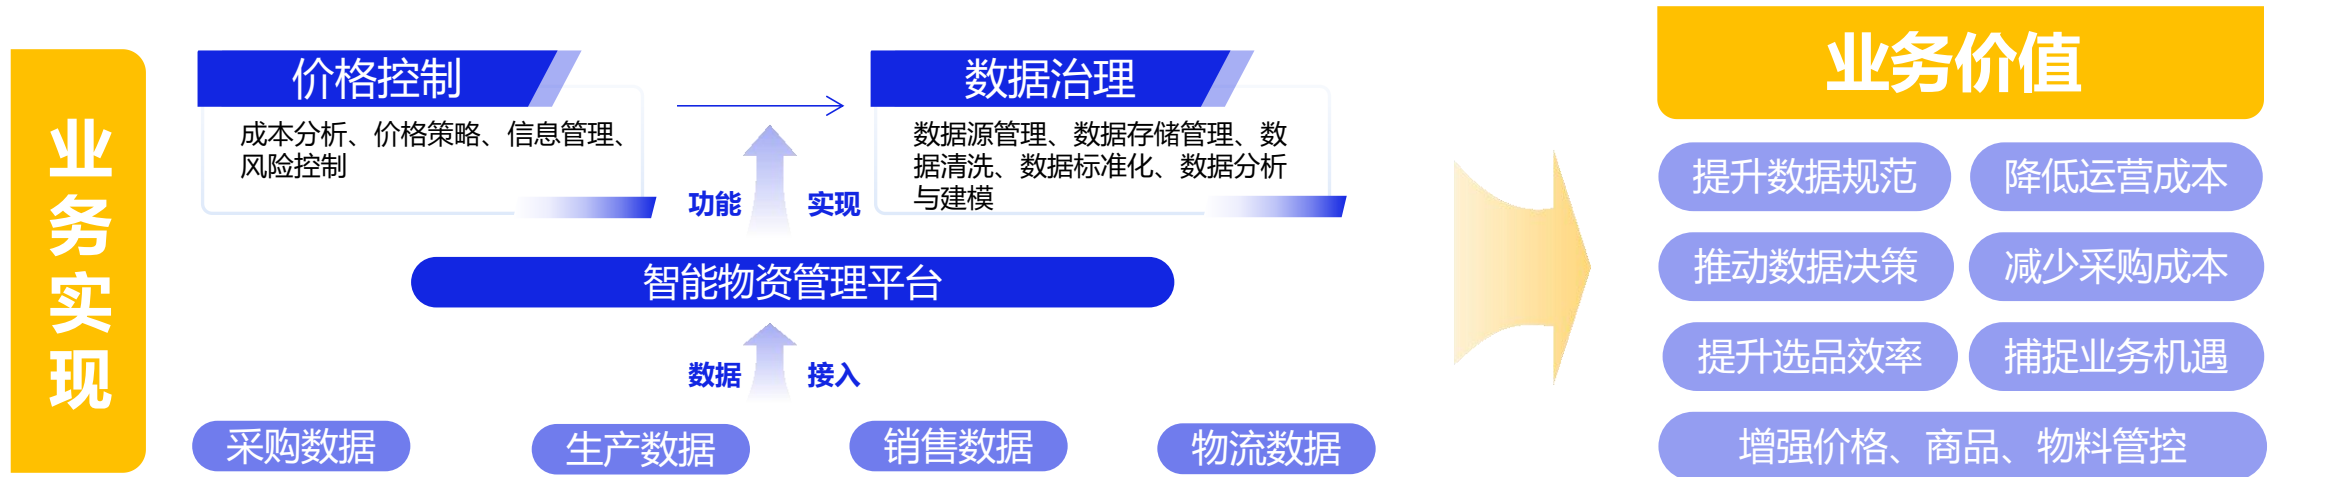 业务实现
价格控制
成本分析、价格策略、信息管理、
风险控制
数据治理
数据源管理、数据存储管理、数
据清洗、数据标准化、数据分析
与建模
功能 实现
智能物资管理平台
数据 接入
采购数据
生产数据
销售数据
物流数据
业务价值
提升数据规范
降低运营成本
推动数据决策
减少采购成本
提升选品效率
捕捉业务机遇
增强价格、商品、物料管控